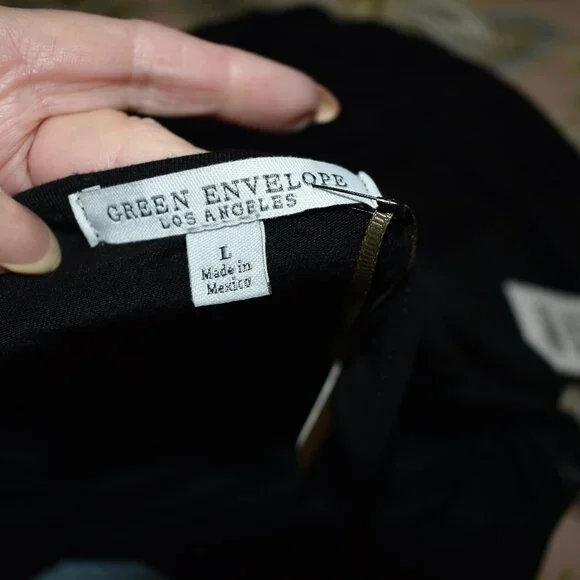 GREEN ENVELOPE
LOS ANGELES
L
Made in
Mexico